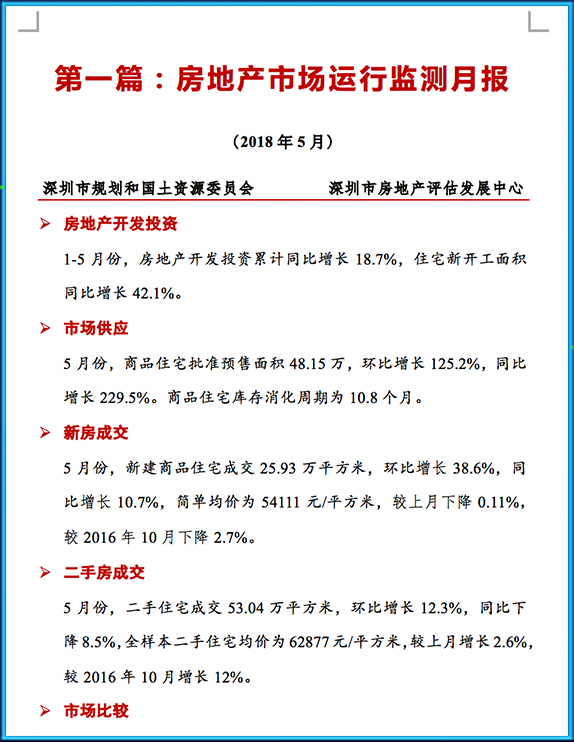 第一篇：房地产市场运行监测月报
（2018 年 5 月）
深圳市规划和国土资源委员会 深圳市房地产评估发展中心
➢ 房地产开发投资
1-5 月份，房地产开发投资累计同比增长 18.7%，住宅新开工面积
同比增长 42.1%。
➢ 市场供应
5 月份，商品住宅批准预售面积 48.15 万，环比增长 125.2%，同比
增长 229.5%。商品住宅库存消化周期为 10.8 个月。
➢ 新房成交
5 月份，新建商品住宅成交 25.93 万平方米，环比增长 38.6%，同
比增长 10.7%，简单均价为 54111 元/平方米，较上月下降 0.11%，
较 2016 年 10 月下降 2.7%。
➢ 二手房成交
5 月份，二手住宅成交 53.04 万平方米，环比增长 12.3%，同比下
降 8.5%，全样本二手住宅均价为 62877 元/平方米，较上月增长 2.6%，
较 2016 年 10 月增长 12%。
➢ 市场比较